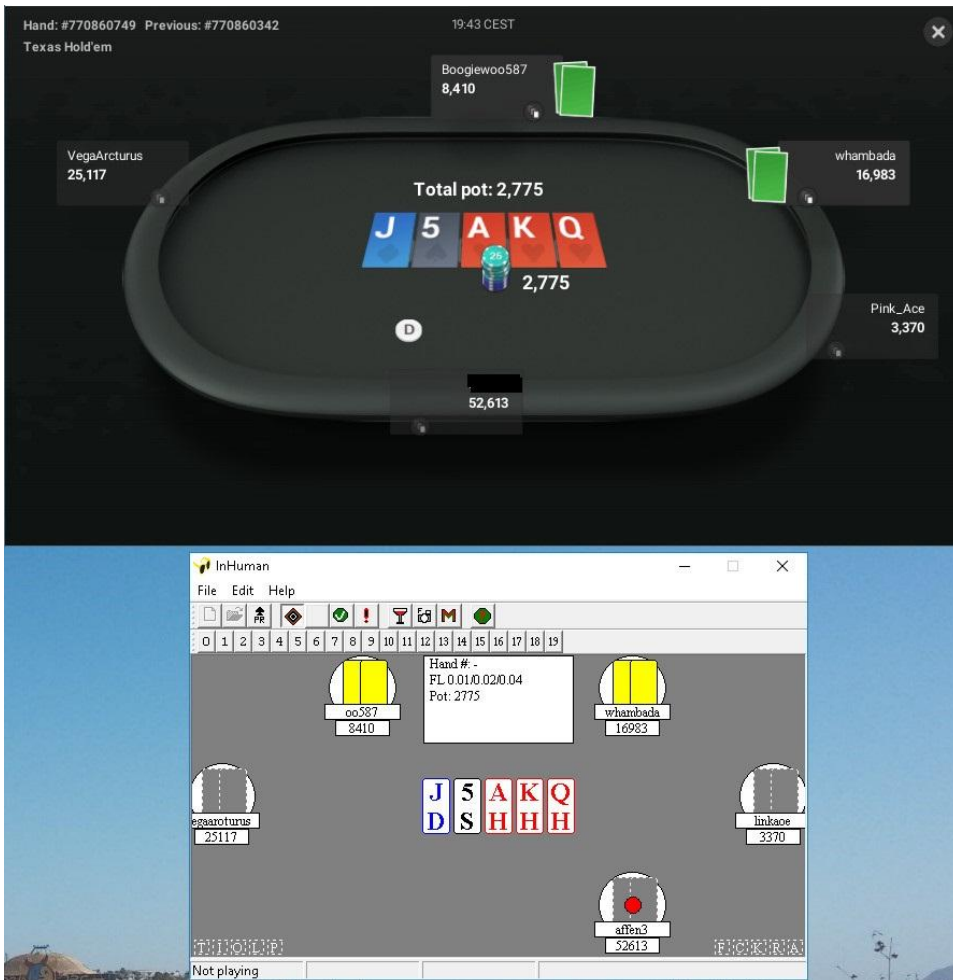 Hand: #770860749 Previous: #770860342
19:43 CEST
Texas Hold'em
Boogiewoo587
8,410
VegaArcturus
25,117
whambada
16,983
Total pot: 2,775
J 5 A K Q
25
2,775
Pink_Ace
3,370
D
52,613
InHuman
File Edit Help
PR M
0 1 2 3 4 5 6 7 8 9 10 11 12 13 14 15 16 17 18 19
Hand #: -
FL 0.01/0.02/0.04
Pot: 2775
oo587
8410
whambada
16983
J 5 A K Q
D S H H H
egaaroturus
25117
linkaoe
3370
affen3
52613
T I O L P
F C K R A
Not playing